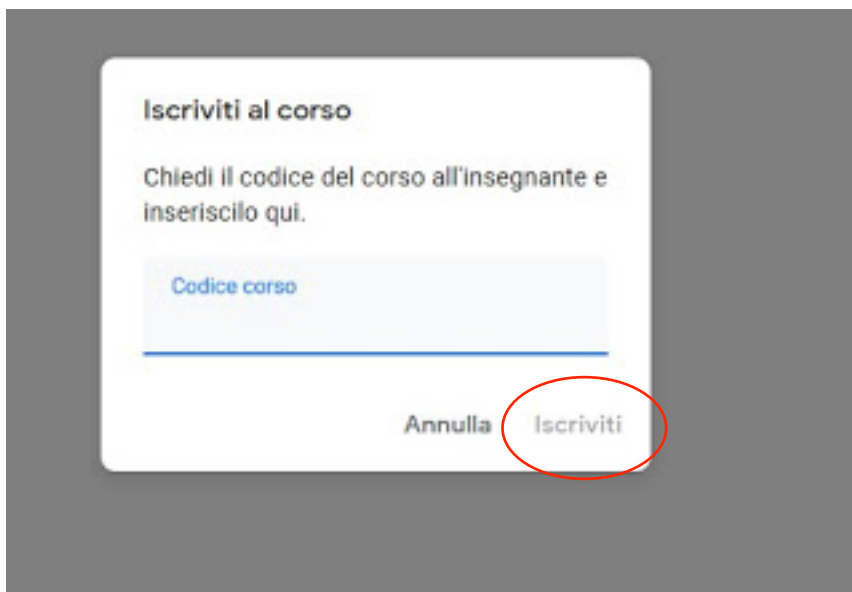 Iscriviti al corso
Chiedi il codice del corso all'insegnante e
inseriscilo qui.
Codice corso
Annulla Iscriviti